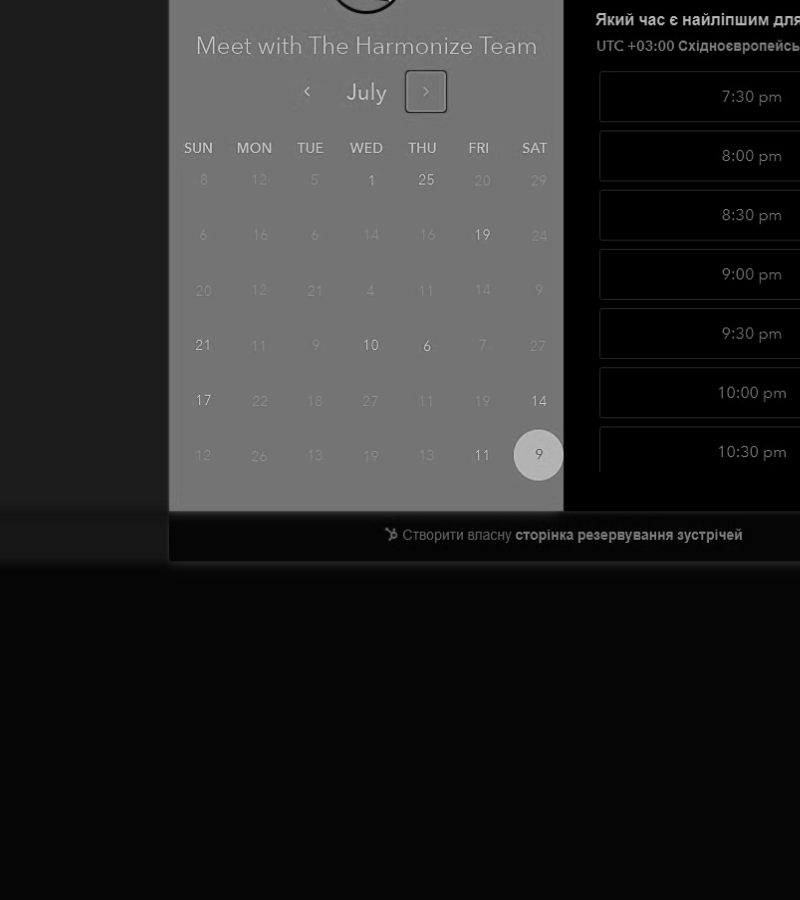 Meet with The Harmonize Team
July
SUN MON TUE WED THU FRI SAT
8 12 5 1 25 20 29
6 16 6 14 16 19 24
20 12 21 4 11 14 9
21 11 9 10 6 7 27
17 22 18 27 11 19 14
12 26 13 19 13 11 9
Який час є найліпшим для
UTC +03:00
7:30 pm
8:00 pm
8:30 pm
9:00 pm
9:30 pm
10:00 pm
10:30 pm
Створити власну сторінка резервування зустрічей